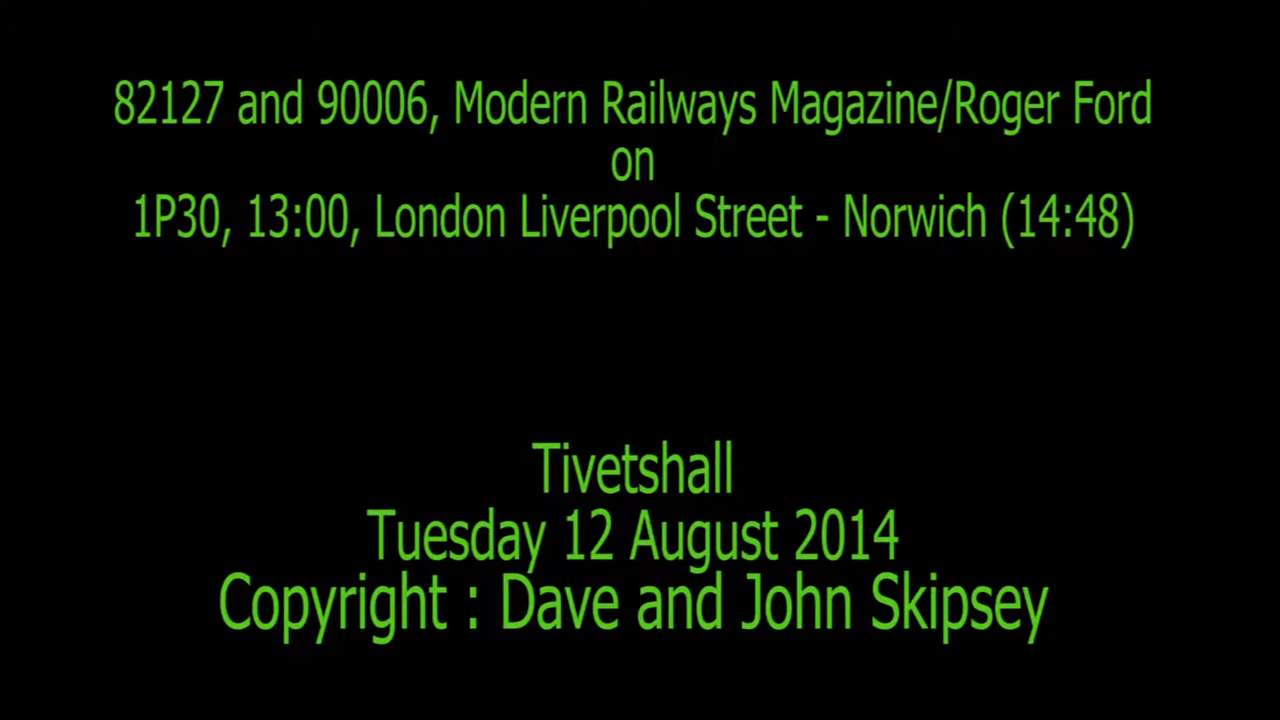 82127 and 90006, Modern Railways Magazine/Roger Ford
on
1P30, 13:00, London Liverpool Street - Norwich (14:48)
Tivetshall
Tuesday 12 August 2014
Copyright : Dave and John Skipsey